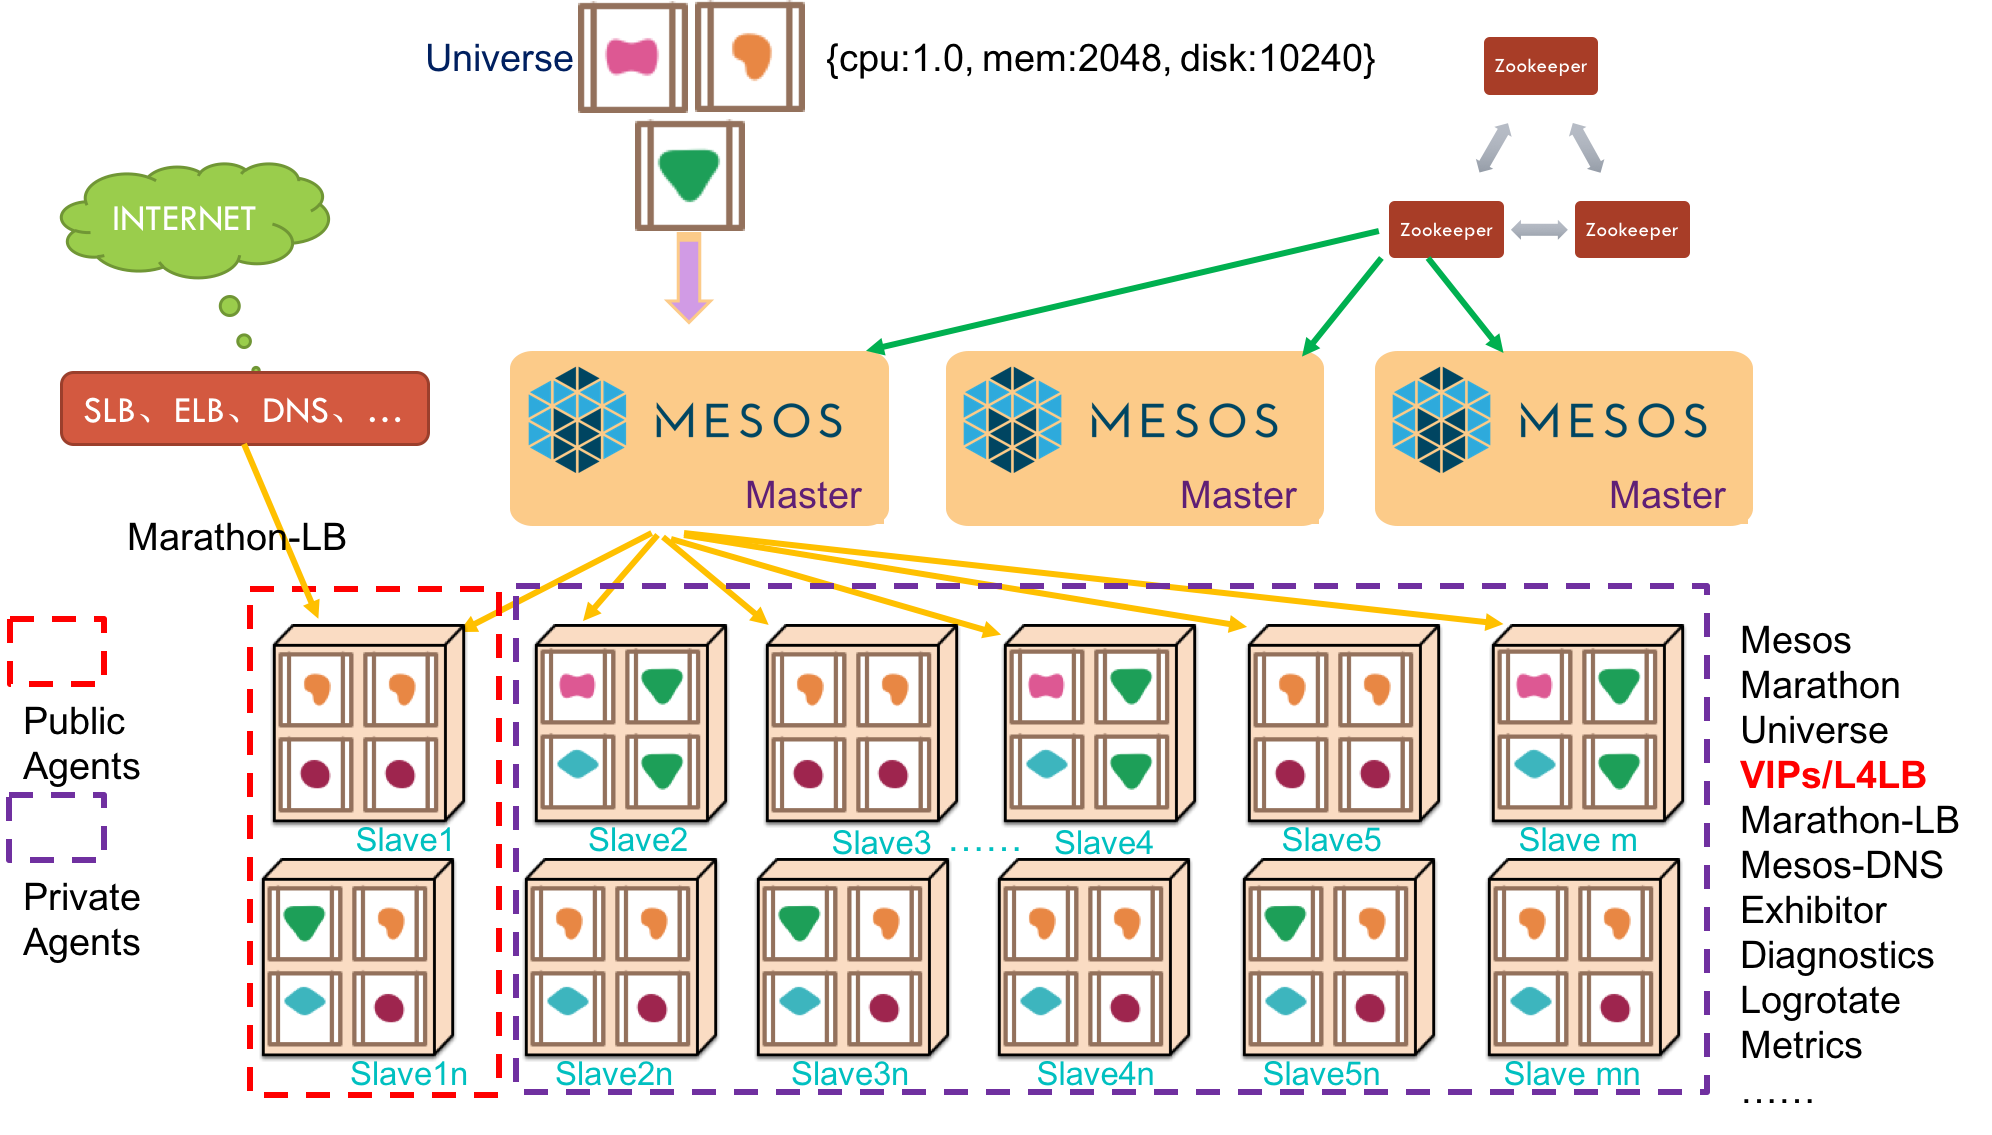 Universe
{cpu:1.0, mem:2048, disk:10240}
Zookeeper
Zookeeper
Zookeeper
INTERNET
SLB、ELB、DNS、…
MESOS
Master
MESOS
Master
MESOS
Master
Marathon-LB
Public
Agents
Private
Agents
Slave1
Slave2
Slave3
……
Slave4
Slave5
Slave m
Slave1n
Slave2n
Slave3n
Slave4n
Slave5n
Slave mn
Mesos
Marathon
Universe
VIPs/L4LB
Marathon-LB
Mesos-DNS
Exhibitor
Diagnostics
Logrotate
Metrics
……